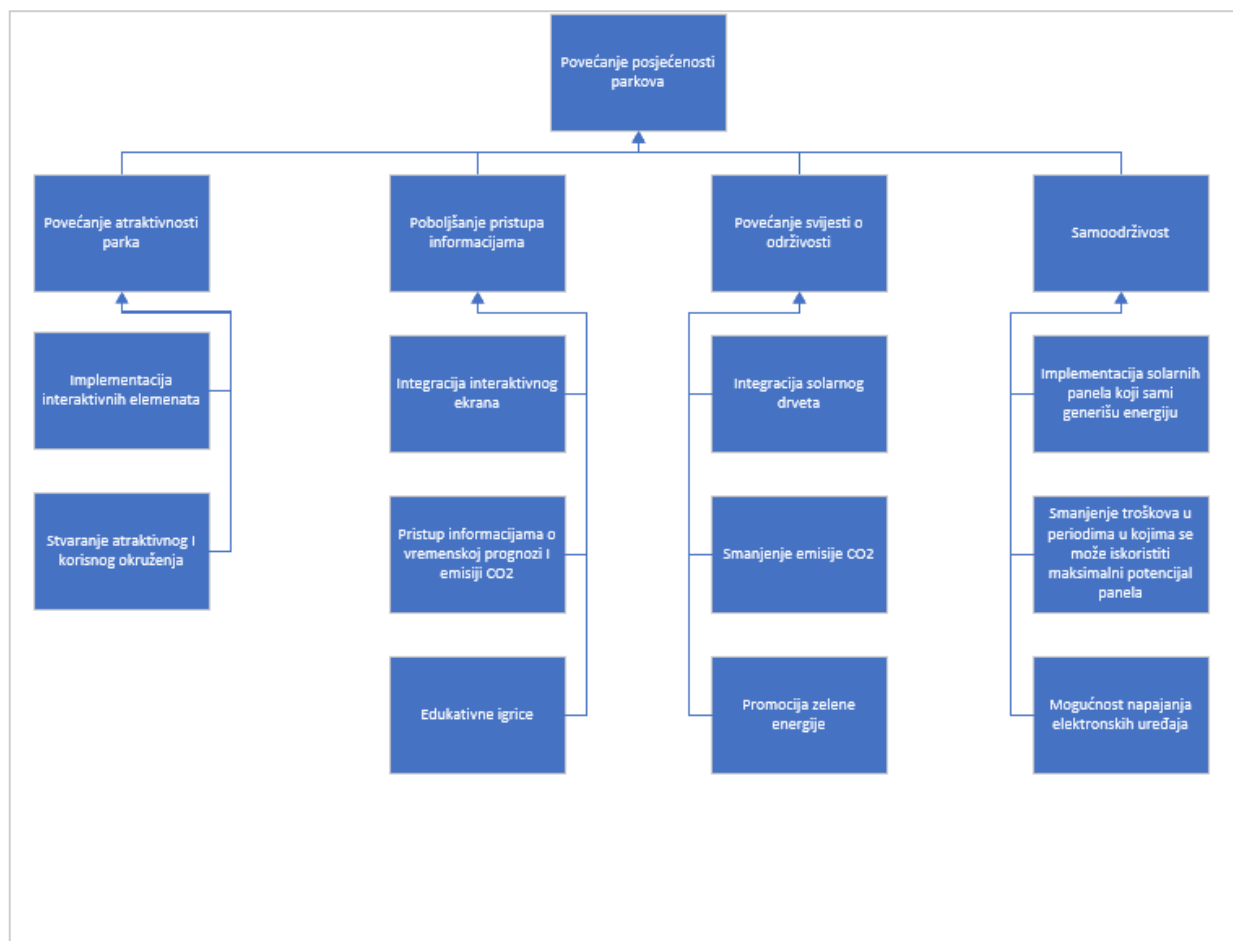 Povećanje posjećenosti
parkova
Povećanje atraktivnosti
parka
Poboljšanje pristupa
informacijama
Povećanje svijesti o
održivosti
Samoodrživost
Implementacija
interaktivnih elemenata
Integracija interaktivnog
ekrana
Integracija solarnog
drveta
Implementacija solarnih
panela koji sami
generišu energiju
Stvaranje atraktivnog I
korisnog okruženja
Pristup informacijama o
vremenskoj prognozi I
emisiji CO2
Smanjenje emisije CO2
Smanjenje troškova u
periodima u kojima se
može iskoristiti
maksimalni potencijal
panela
Edukativne igrice
Promocija zelene
energije
Mogućnost napajanja
elektronskih uređaja